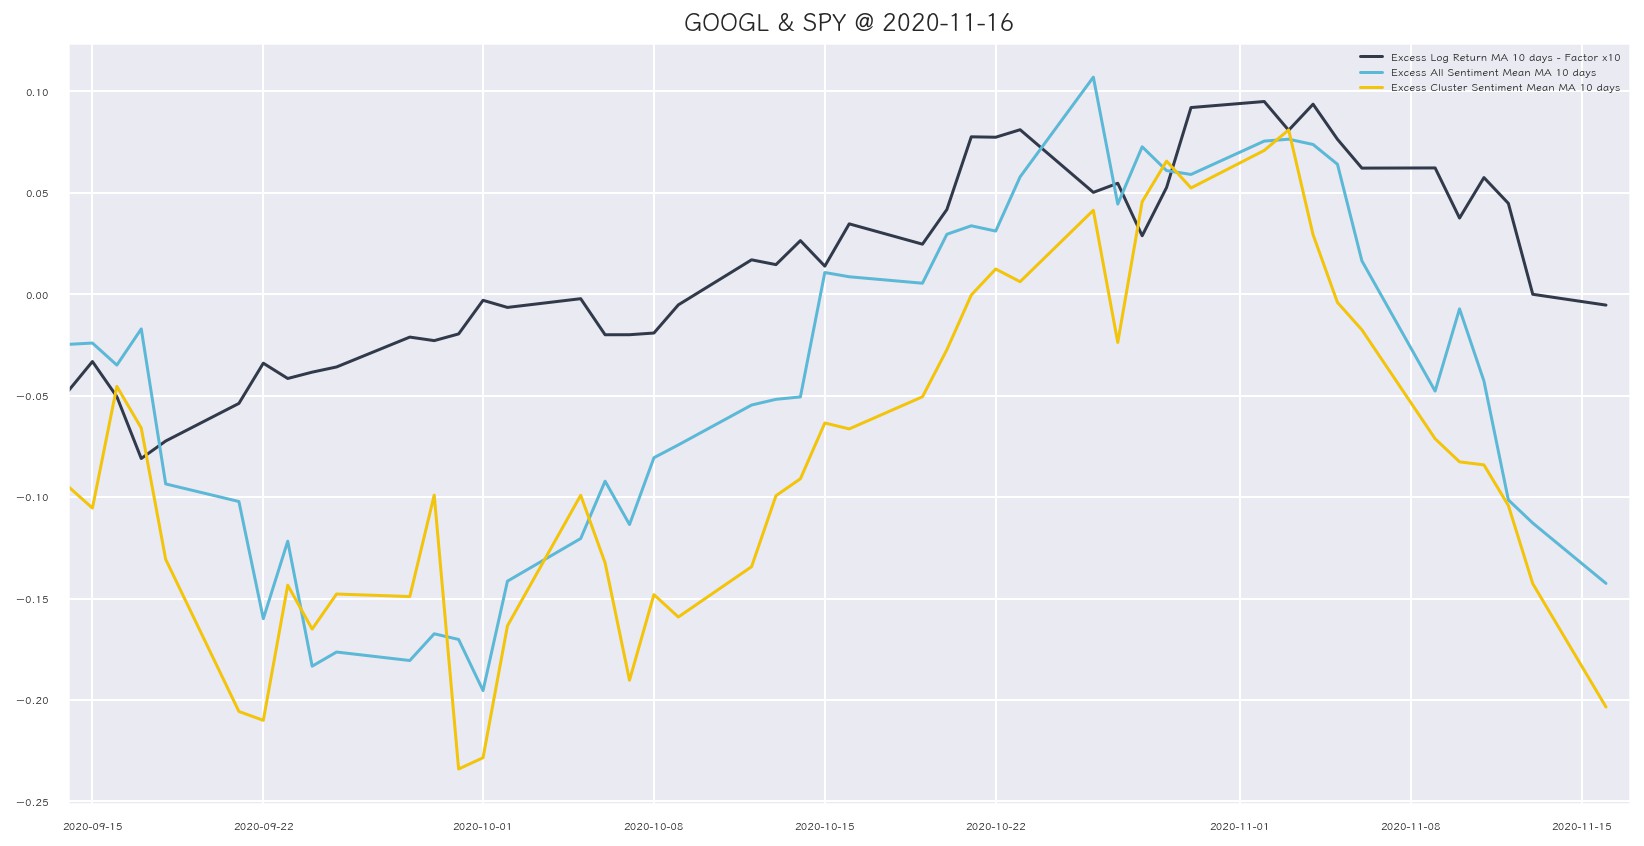 GOOGL & SPY @ 2020-11-16
Excess Log Return MA 10 days - Factor x10
Excess All Sentiment Mean MA 10 days
Excess Cluster Sentiment Mean MA 10 days
0.10
0.05
0.00
−0.05
−0.10
−0.15
−0.20
−0.25
2020-09-15 2020-09-22 2020-10-01 2020-10-08 2020-10-15 2020-10-22 2020-11-01 2020-11-08 2020-11-15